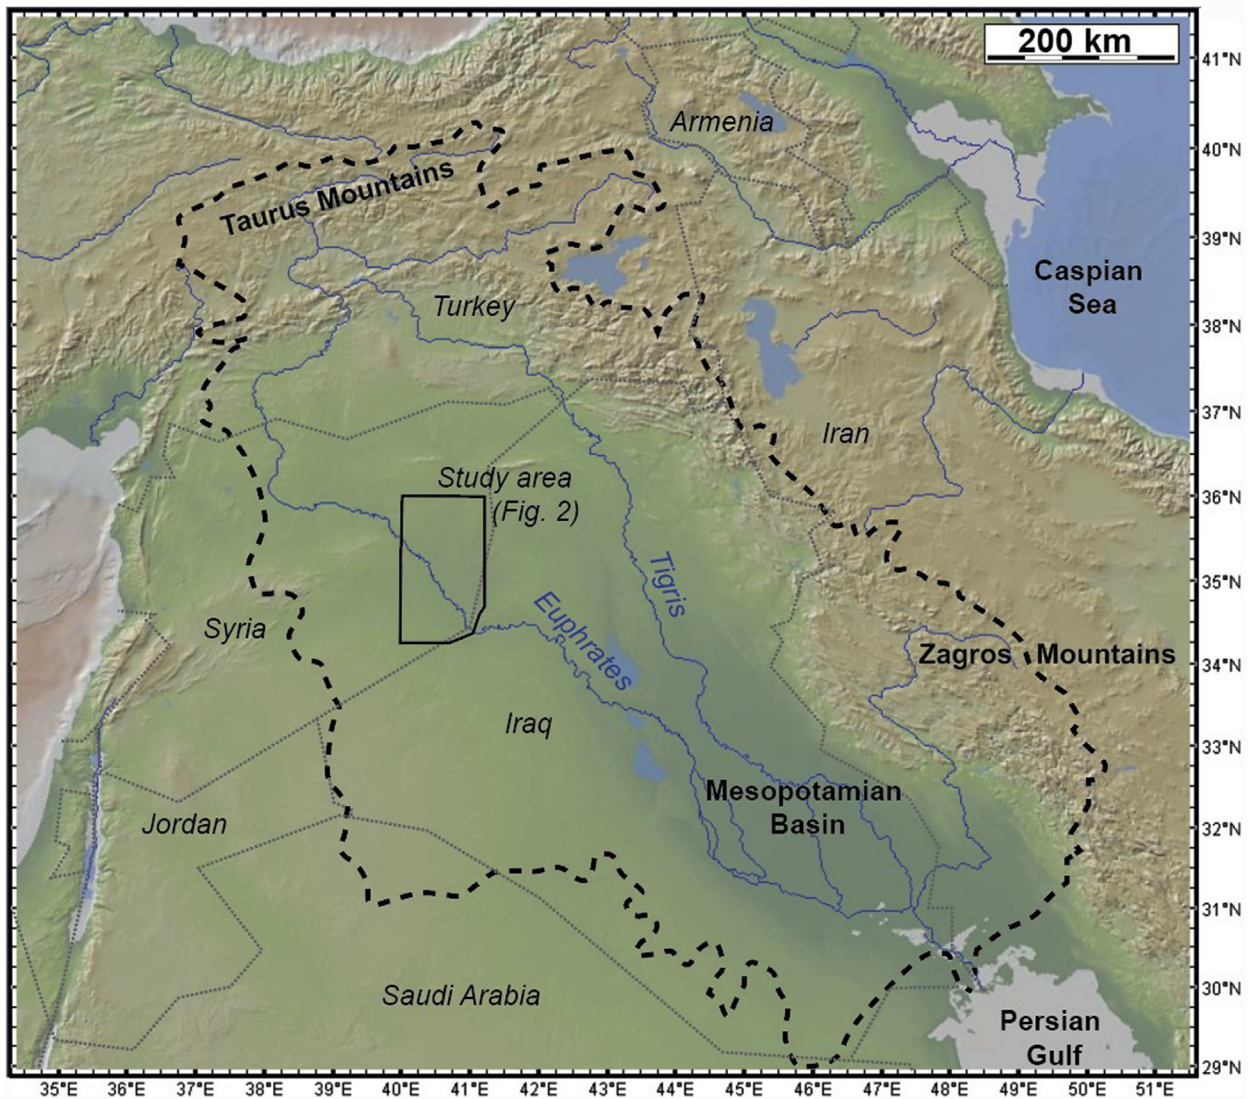 200 km
41°N
Armenia
40°N
Taurus Mountains
39°N
Caspian
Sea
Turkey
38°N
Iran
37°N
Study area
(Fig. 2)
36°N
Tigris
35°N
Euphrates
Syria
Zagros Mountains
34°N
Iraq
33°N
Mesopotamian
Basin
Jordan
32°N
31°N
Saudi Arabia
30°N
Persian
Gulf
29°N
35°E 36°E 37°E 38°E 39°E 40°E 41°E 42°E 43°E 44°E 45°E 46°E 47°E 48°E 49°E 50°E 51°E